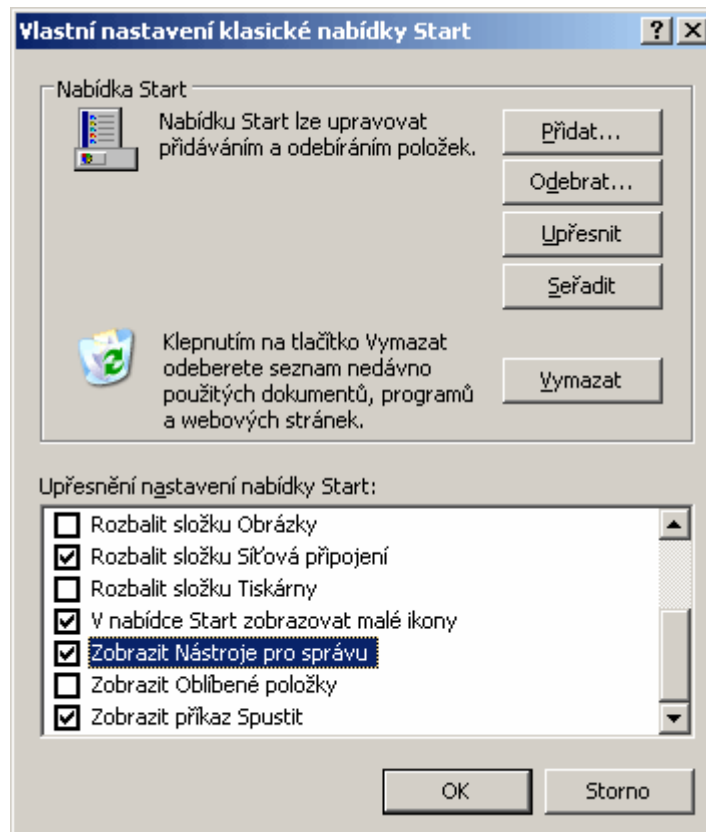 Vlastní nastavení klasické nabídky Start
Nabídka Start
Nabídku Start lze upravovat
přidáváním a odebíráním položek.
Přidat...
Odebrat...
Upřesnit
Seřadit
Klepnutím na tlačítko Vymazat
odeberete seznam nedávno
použitých dokumentů, programů
a webových stránek.
Vymazat
Upřesnění nastavení nabídky Start:
Rozbalit složku Obrázky
Rozbalit složku Síťová připojení
Rozbalit složku Tiskárny
V nabídce Start zobrazovat malé ikony
Zobrazit Nástroje pro správu
Zobrazit Oblíbené položky
Zobrazit příkaz Spustit
OK
Storno